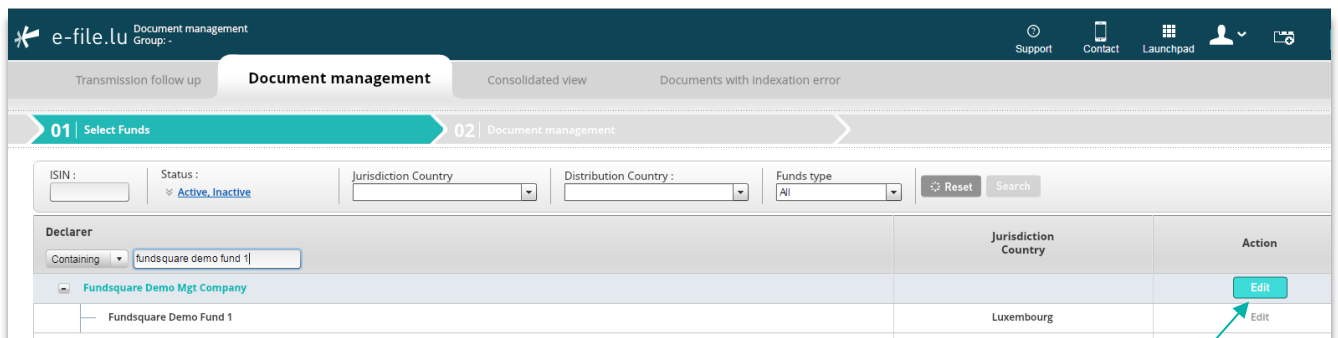 e-file.lu Document management
Group: -
Support Contact Launchpad
Transmission follow up Document management Consolidated view Documents with indexation error
01 Select Funds 02 Document management
ISIN : Status : Jurisdiction Country Distribution Country : Funds type
Active, Inactive All Reset Search
Declarer Jurisdiction Country Action
Containing fundsquare demo fund 1
Fundsquare Demo Mgt Company Edit
Fundsquare Demo Fund 1 Luxembourg Edit